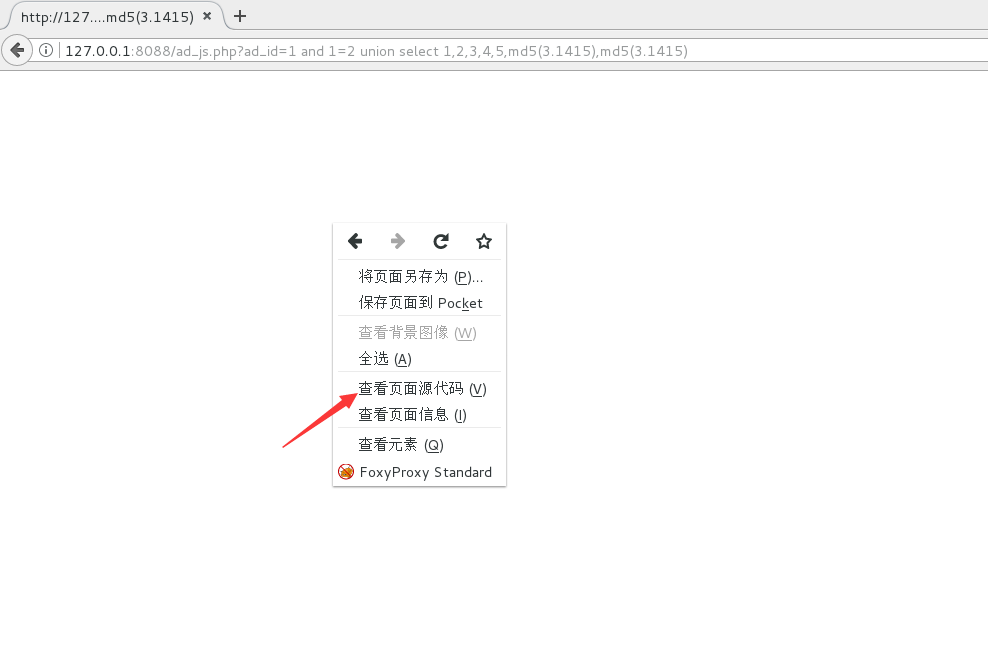 http://127....md5(3.1415)
127.0.0.1:8088/ad_js.php?ad_id=1 and 1=2 union select 1,2,3,4,5,md5(3.1415),md5(3.1415)
将页面另存为 (P)...
保存页面到 Pocket
查看背景图像 (W)
全选 (A)
查看页面源代码 (V)
查看页面信息 (I)
查看元素 (Q)
FoxyProxy Standard